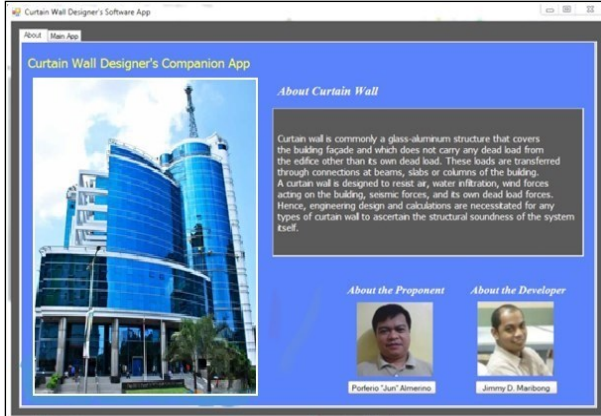 Curtain Wall Designer's Software App
About
Main App
Curtain Wall Designer's Companion App
About Curtain Wall
Curtain wall is commonly a glass-aluminum structure that covers
the building façade and which does not carry any dead load from
the edifice other than its own dead load. These loads are transferred
through connections at beams, slabs or columns of the building.
A curtain wall is designed to resist air, water infiltration, wind forces
acting on the building, seismic forces, and its own dead load forces.
Hence, engineering design and calculations are necessitated for any
types of curtain wall to ascertain the structural soundness of the system
itself.
About the Proponent
About the Developer
Porferio "Jun" Almerino
Jimmy D. Maribong